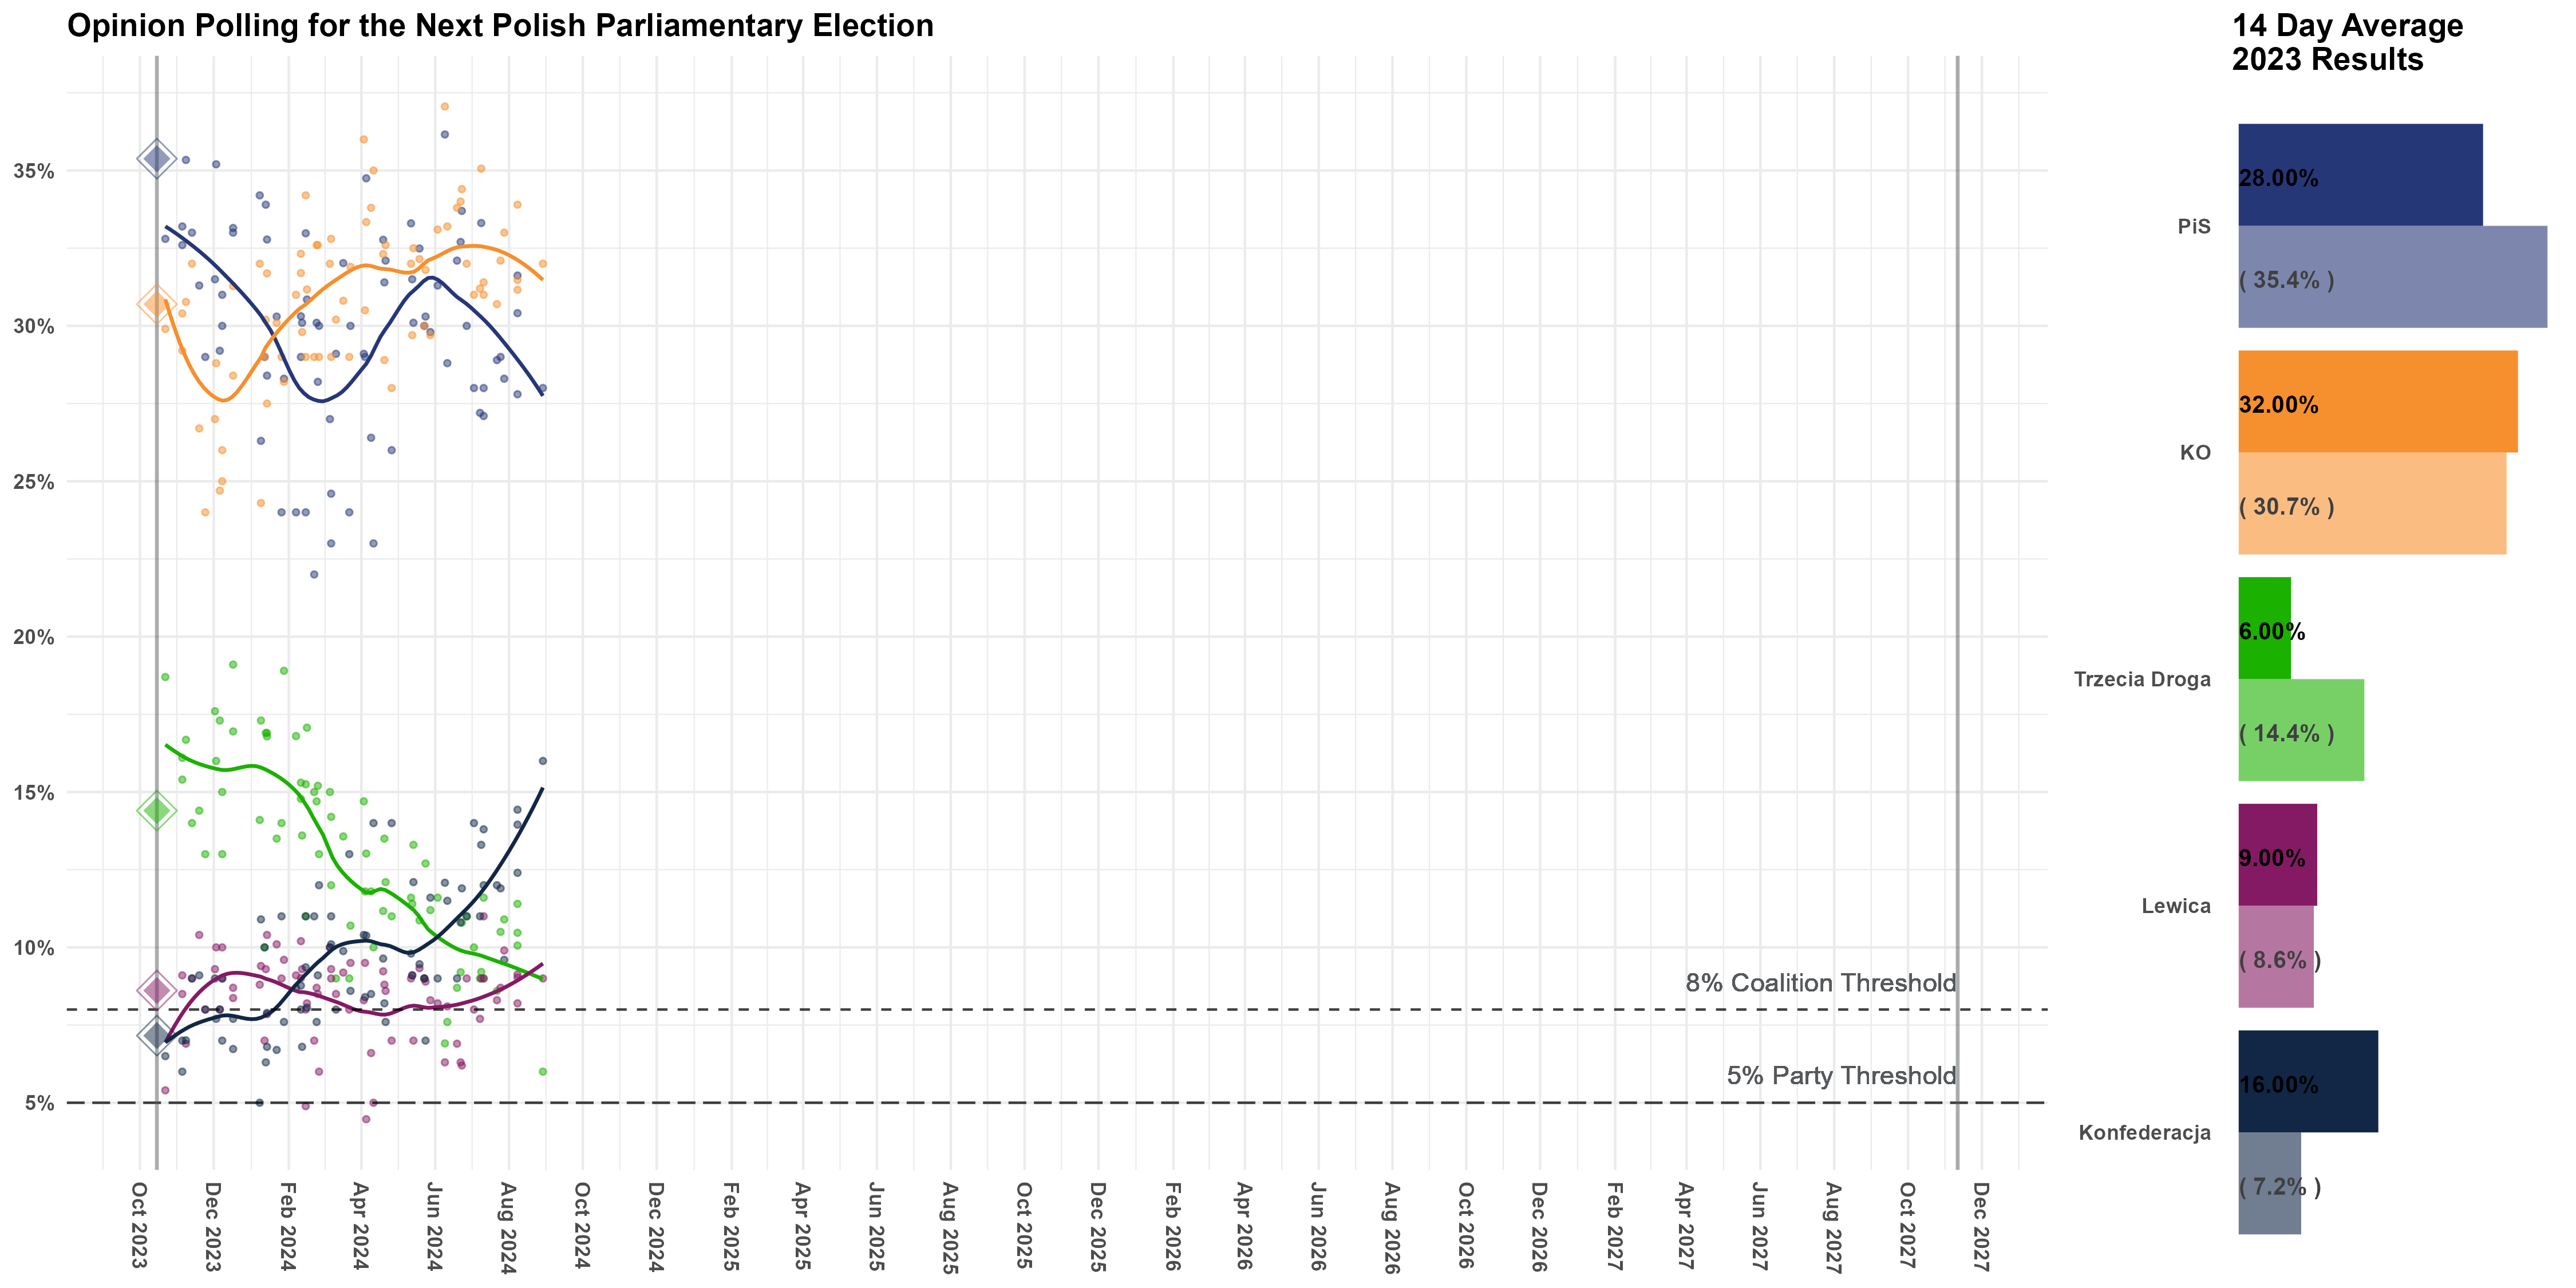 Opinion Polling for the Next Polish Parliamentary Election
14 Day Average
2023 Results
35%
30%
25%
20%
15%
10%
5%
8% Coalition Threshold
5% Party Threshold
Oct 2023
Dec 2023
Feb 2024
Apr 2024
Jun 2024
Aug 2024
Oct 2024
Dec 2024
Feb 2025
Apr 2025
Jun 2025
Aug 2025
Oct 2025
Dec 2025
Feb 2026
Apr 2026
Jun 2026
Aug 2026
Oct 2026
Dec 2026
Feb 2027
Apr 2027
Jun 2027
Aug 2027
Oct 2027
Dec 2027
PiS
28.00%
( 35.4% )
KO
32.00%
( 30.7% )
Trzecia Droga
6.00%
( 14.4% )
Lewica
9.00%
( 8.6% )
Konfederacja
16.00%
( 7.2% )